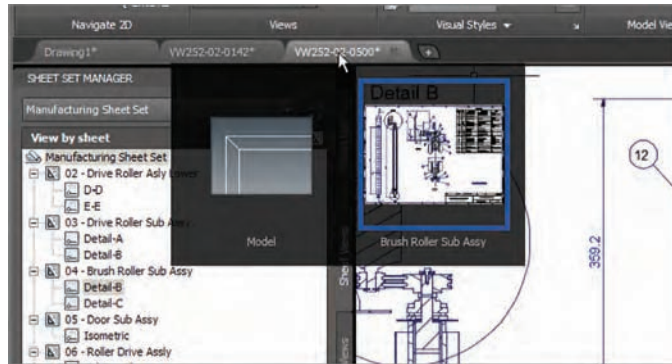 Navigate 2D
Views
Visual Styles
Model Vie
Drawing1*
VW252-02-0142*
VW252-02-0500*
SHEET SET MANAGER
Manufacturing Sheet Set
View by sheet
Manufacturing Sheet Set
02 - Drive Roller Asly Lower
D-D
E-E
03 - Drive Roller Sub Assy
Detail-A
Detail-B
04 - Brush Roller Sub Assy
Detail-B
Detail-C
05 - Door Sub Assy
Isometric
06 - Roller Drive Assly
Model
Detail B
Brush Roller Sub Assy
Sheet Views
Views
12
359.2